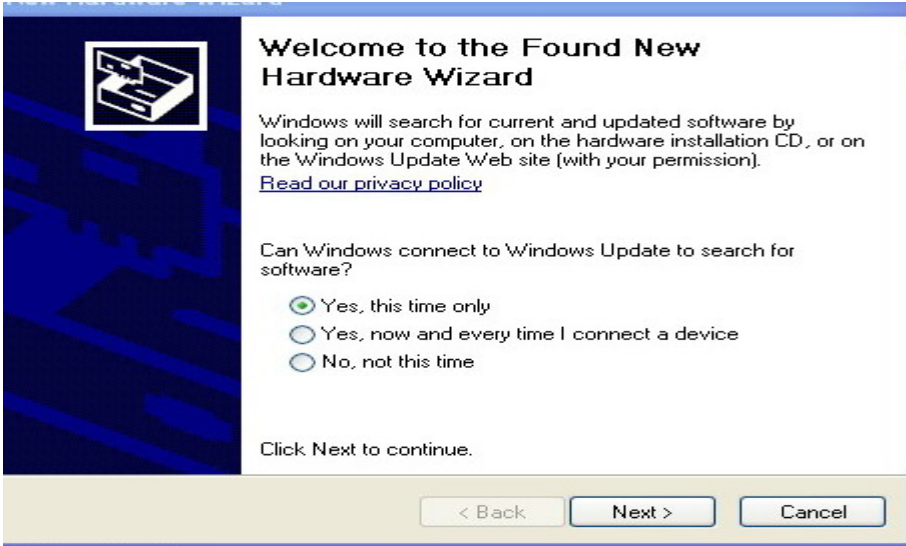 New Hardware Wizard
Welcome to the Found New
Hardware Wizard
Windows will search for current and updated software by
looking on your computer, on the hardware installation CD, or on
the Windows Update Web site (with your permission).
Read our privacy policy
Can Windows connect to Windows Update to search for
software?
Yes, this time only
Yes, now and every time I connect a device
No, not this time
Click Next to continue.
< Back
Next >
Cancel